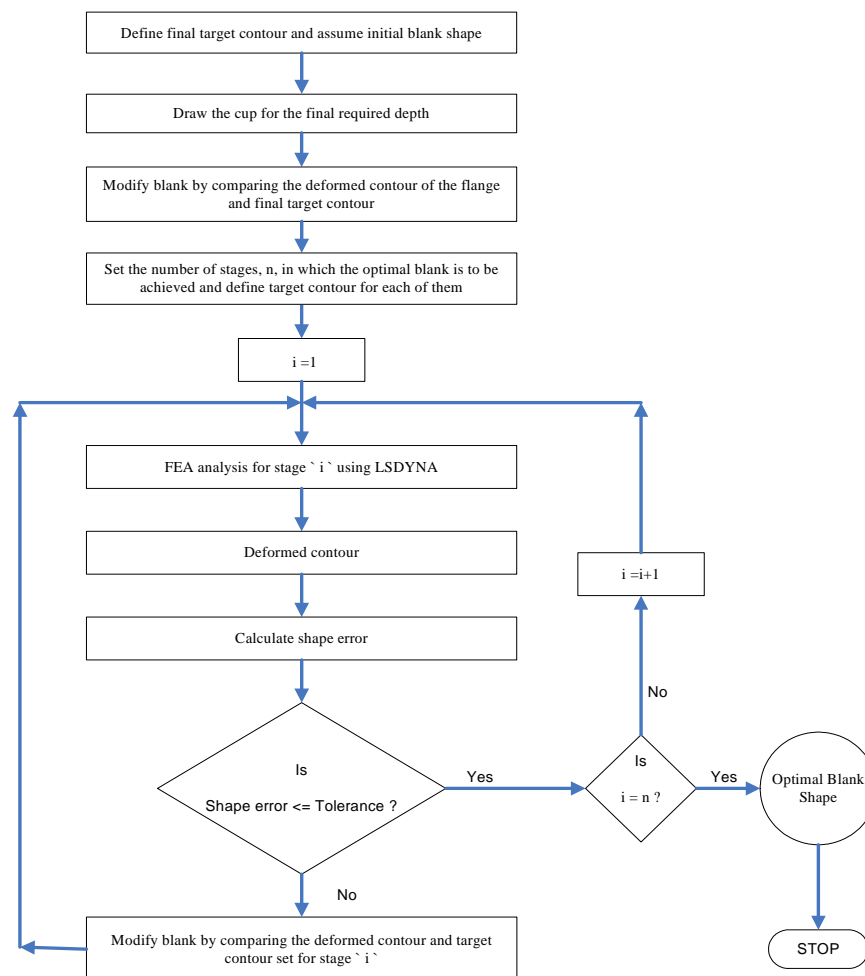 Define final target contour and assume initial blank shape
Draw the cup for the final required depth
Modify blank by comparing the deformed contour of the flange
and final target contour
Set the number of stages, n, in which the optimal blank is to be
achieved and define target contour for each of them
i =1
FEA analysis for stage ` i ` using LSDYNA
Deformed contour
i =i+1
Calculate shape error
No
Is
Shape error <= Tolerance ?
Yes
Is
i = n ?
Yes
Optimal Blank
Shape
No
Modify blank by comparing the deformed contour and target
contour set for stage ` i `
STOP